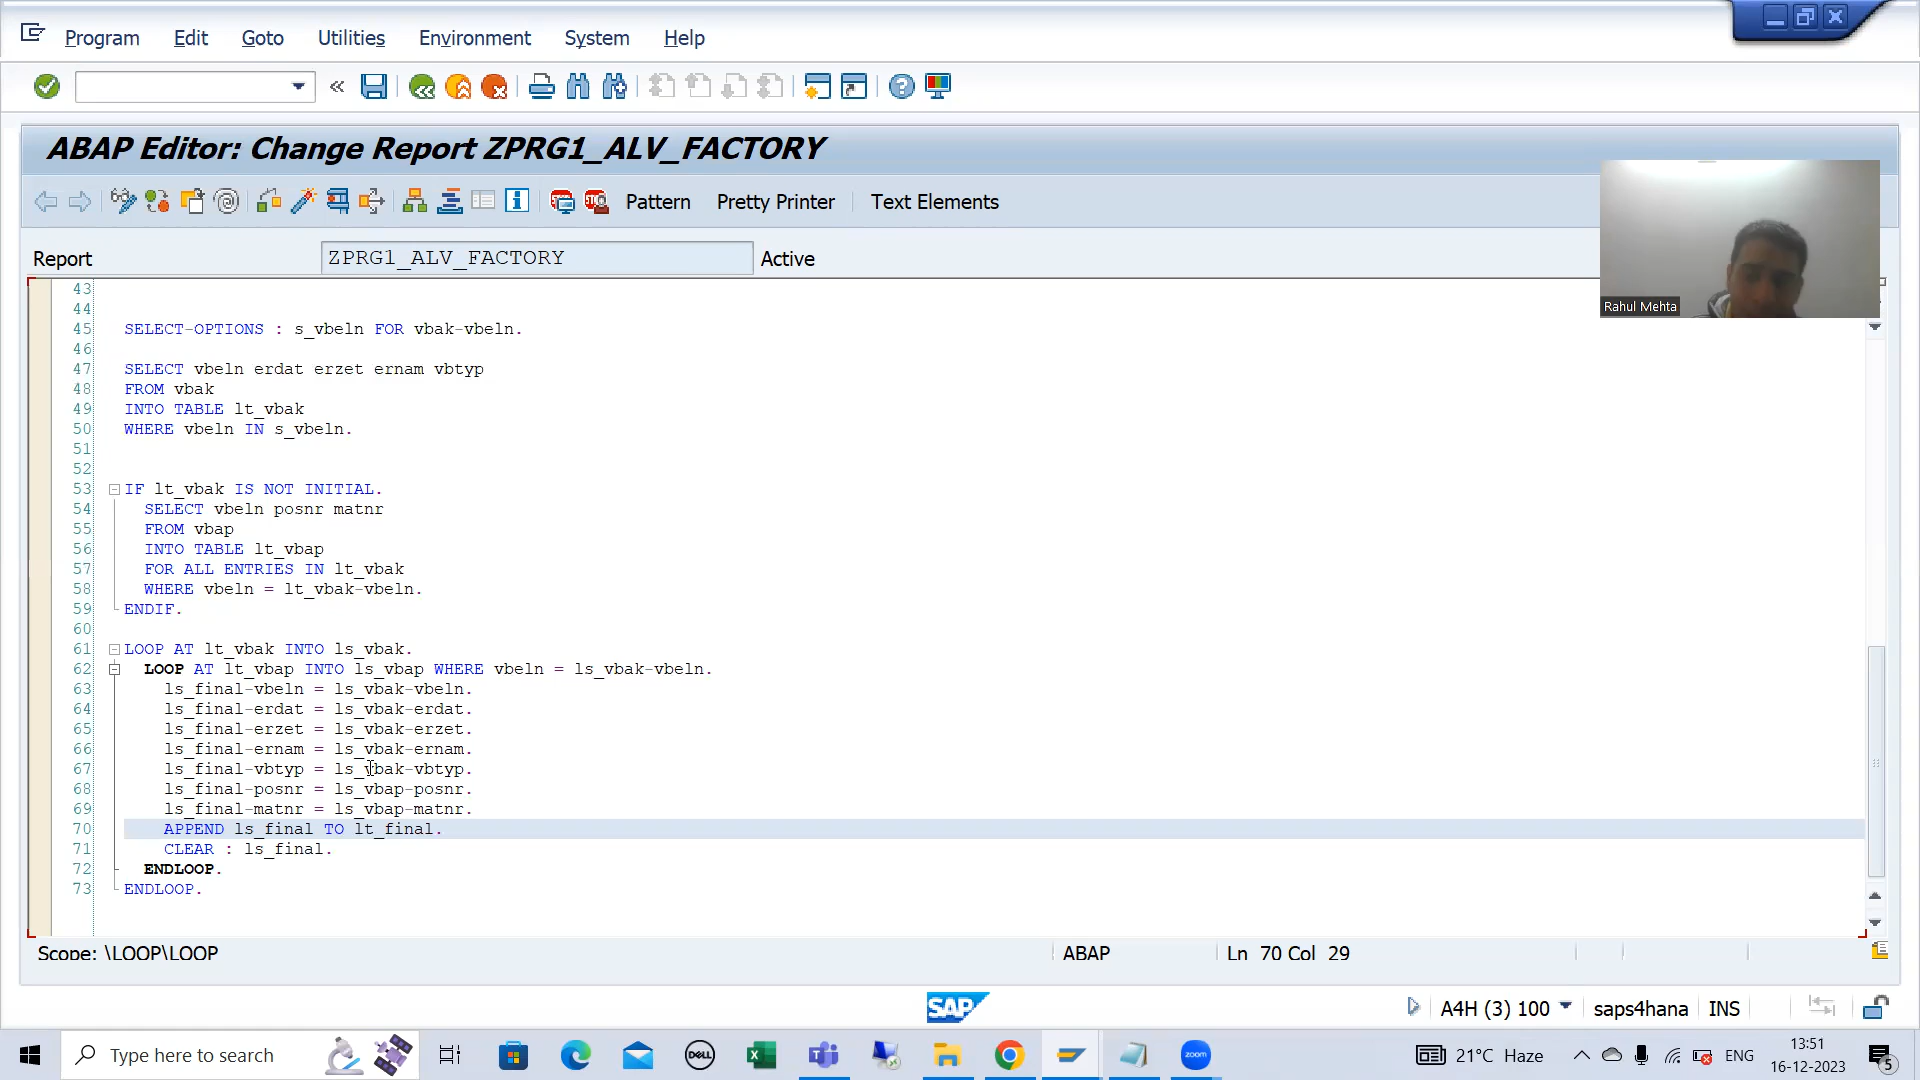 Program Edit Goto Utilities Environment System Help
ABAP Editor: Change Report ZPRG1_ALV_FACTORY
Pattern Pretty Printer Text Elements
Report ZPRG1_ALV_FACTORY Active
Rahul Mehta
43
44
45 SELECT-OPTIONS : s_vbeln FOR vbak-vbeln.
46
47 SELECT vbeln erdat erzet ernam vbtyp
48 FROM vbak
49 INTO TABLE lt_vbak
50 WHERE vbeln IN s_vbeln.
51
52
53 IF lt_vbak IS NOT INITIAL.
54 SELECT vbeln posnr matnr
55 FROM vbap
56 INTO TABLE lt_vbap
57 FOR ALL ENTRIES IN lt_vbak
58 WHERE vbeln = lt_vbak-vbeln.
59 ENDIF.
60
61 LOOP AT lt_vbak INTO ls_vbak.
62 LOOP AT lt_vbap INTO ls_vbap WHERE vbeln = ls_vbak-vbeln.
63 ls_final-vbeln = ls_vbak-vbeln.
64 ls_final-erdat = ls_vbak-erdat.
65 ls_final-erzet = ls_vbak-erzet.
66 ls_final-ernam = ls_vbak-ernam.
67 ls_final-vbtyp = ls_vbak-vbtyp.
68 ls_final-posnr = ls_vbap-posnr.
69 ls_final-matnr = ls_vbap-matnr.
70 APPEND ls_final TO lt_final.
71 CLEAR : ls_final.
72 ENDLOOP.
73 ENDLOOP.
Scope: \LOOP\LOOP ABAP Ln 70 Col 29
SAP A4H (3) 100 saps4hana INS
Type here to search DELL zoom 21°C Haze ENG 13:51
16-12-2023 5